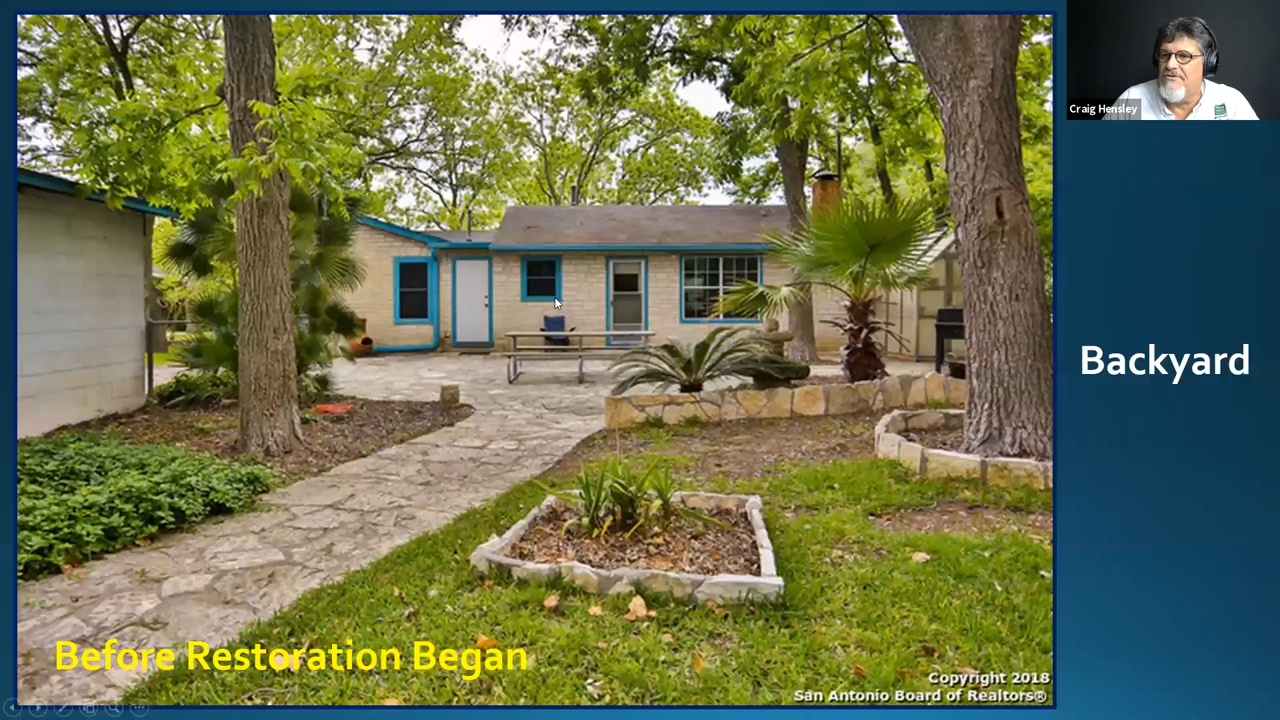 Craig Hensley
Backyard
Before Restoration Began
Copyright 2018
San Antonio Board of Realtors®